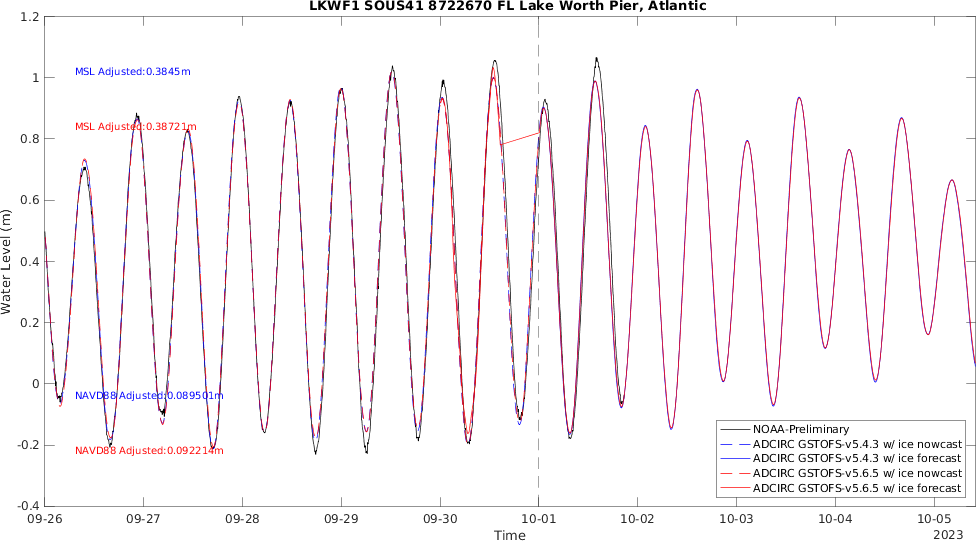 LKWF1 SOUS41 8722670 FL Lake Worth Pier, Atlantic
1.2
1
0.8
0.6
0.4
0.2
0
-0.2
-0.4
Water Level (m)
MSL Adjusted:0.3845m
MSL Adjusted:0.38721m
NAVD88 Adjusted:0.089501m
NAVD88 Adjusted:0.092214m
NOAA-Preliminary
ADCIRC GSTOFS-v5.4.3 w/ ice nowcast
ADCIRC GSTOFS-v5.4.3 w/ ice forecast
ADCIRC GSTOFS-v5.6.5 w/ ice nowcast
ADCIRC GSTOFS-v5.6.5 w/ ice forecast
09-26 09-27 09-28 09-29 09-30 10-01 10-02 10-03 10-04 10-05
2023
Time